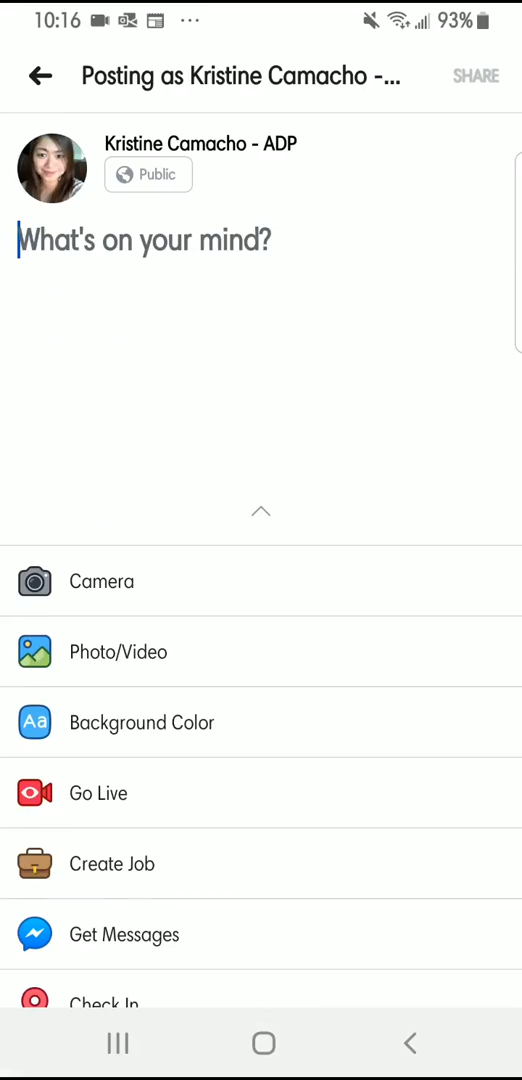 10:16 ... 93%
Posting as Kristine Camacho -... SHARE
Kristine Camacho - ADP
Public
What's on your mind?
Camera
Photo/Video
Aa Background Color
Go Live
Create Job
Get Messages
Check In